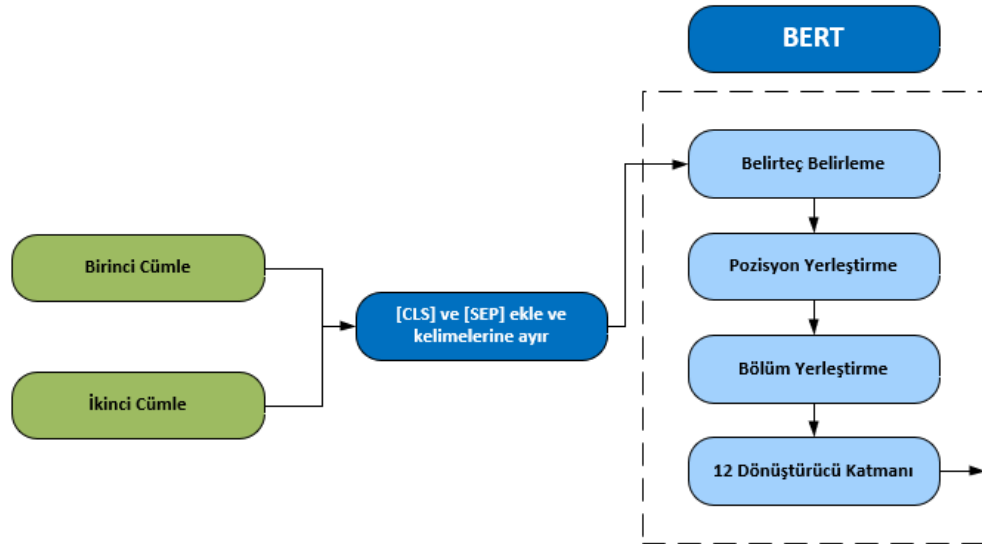 BERT
Belirteç Belirleme
Pozisyon Yerleştirme
Birinci Cümle
[CLS] ve [SEP] ekle ve
kelimelerine ayır
Bölüm Yerleştirme
İkinci Cümle
12 Dönüştürücü Katmanı